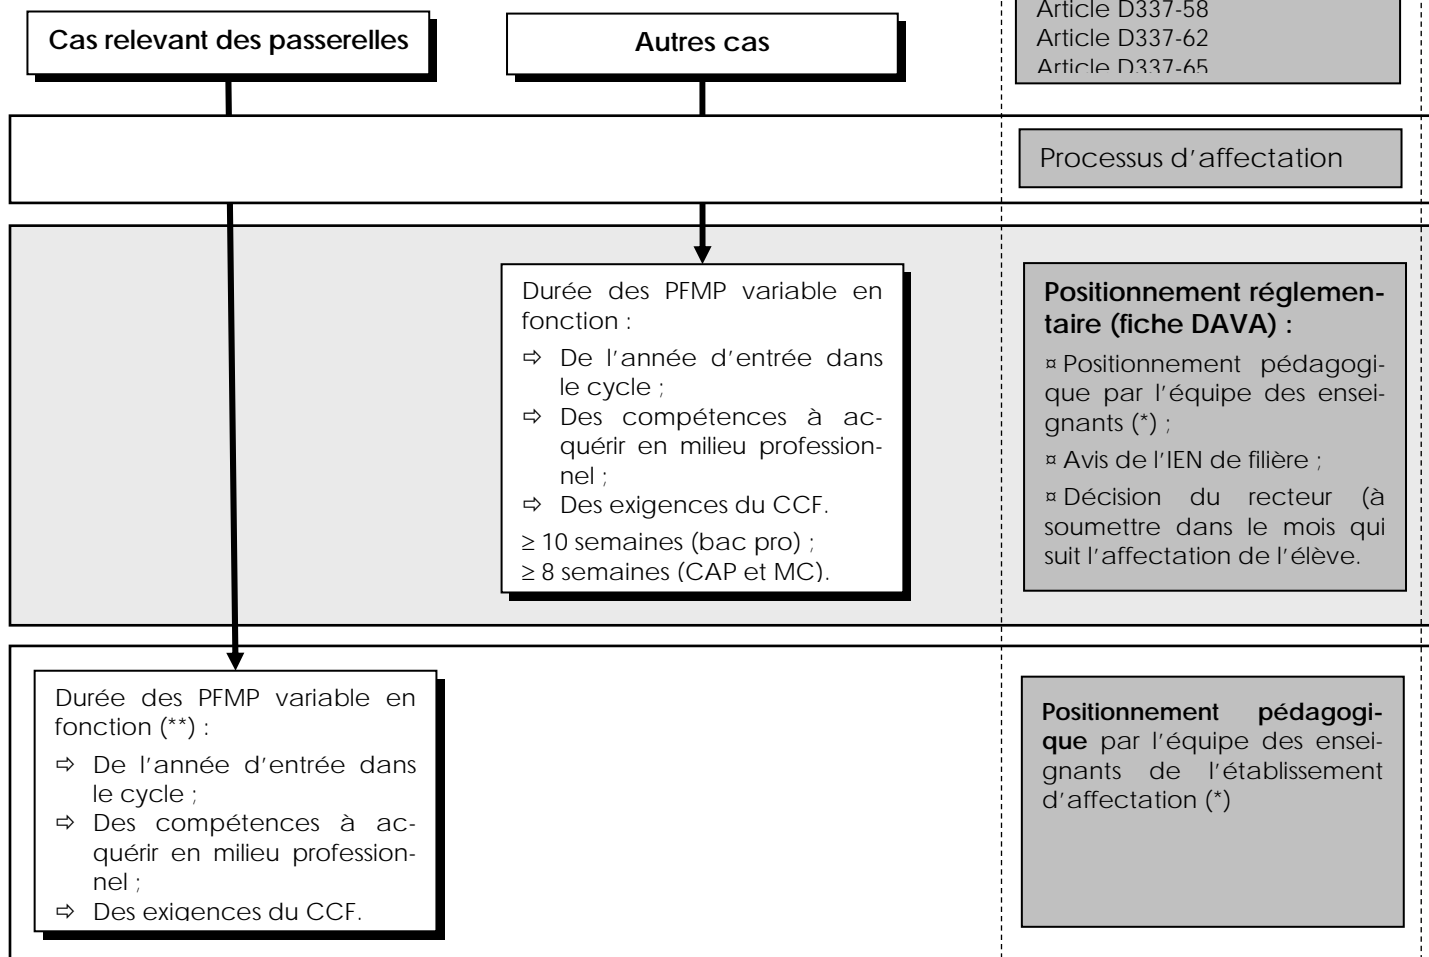 Article D337-58
Article D337-62
Article D337-65
Cas relevant des passerelles
Autres cas
Processus d’affectation
Durée des PFMP variable en
fonction :
⇨ De l’année d’entrée dans
le cycle ;
⇨ Des compétences à ac-
quérir en milieu profession-
nel ;
⇨ Des exigences du CCF.
≥ 10 semaines (bac pro) ;
≥ 8 semaines (CAP et MC).
Positionnement réglemen-
taire (fiche DAVA) :
¤ Positionnement pédagogi-
que par l’équipe des ensei-
gnants (*) ;
¤ Avis de l’IEN de filière ;
¤ Décision du recteur (à
soumettre dans le mois qui
suit l’affectation de l’élève.
Durée des PFMP variable en
fonction (**) :
⇨ De l’année d’entrée dans
le cycle ;
⇨ Des compétences à ac-
quérir en milieu profession-
nel ;
⇨ Des exigences du CCF.
Positionnement pédagogi-
que par l’équipe des ensei-
gnants de l’établissement
d’affectation (*)